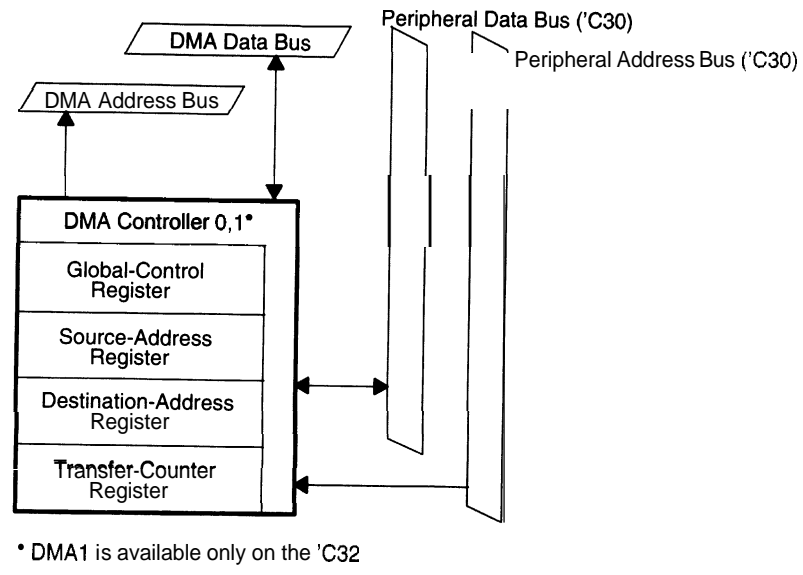 Peripheral Data Bus ('C30)
DMA Data Bus
Peripheral Address Bus ('C30)
DMA Address Bus
DMA Controller 0,1*
Global-Control
Register
Source-Address
Register
Destination-Address
Register
Transfer-Counter
Register
* DMA1 is available only on the 'C32